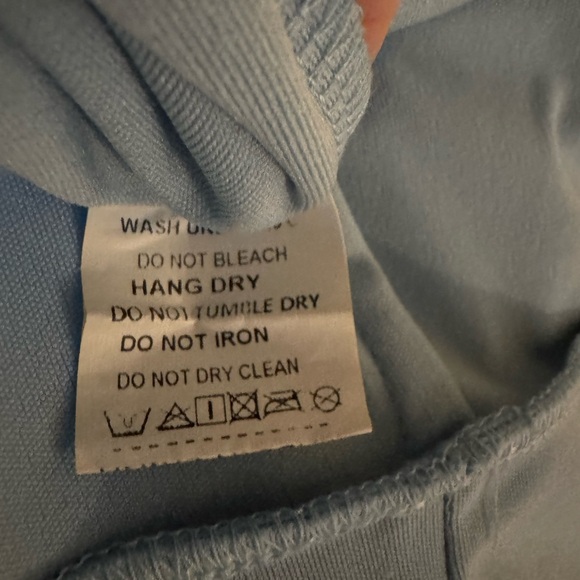 WASH
DO NOT BLEACH
HANG DRY
DO NOT TUMBLE DRY
DO NOT IRON
DO NOT DRY CLEAN